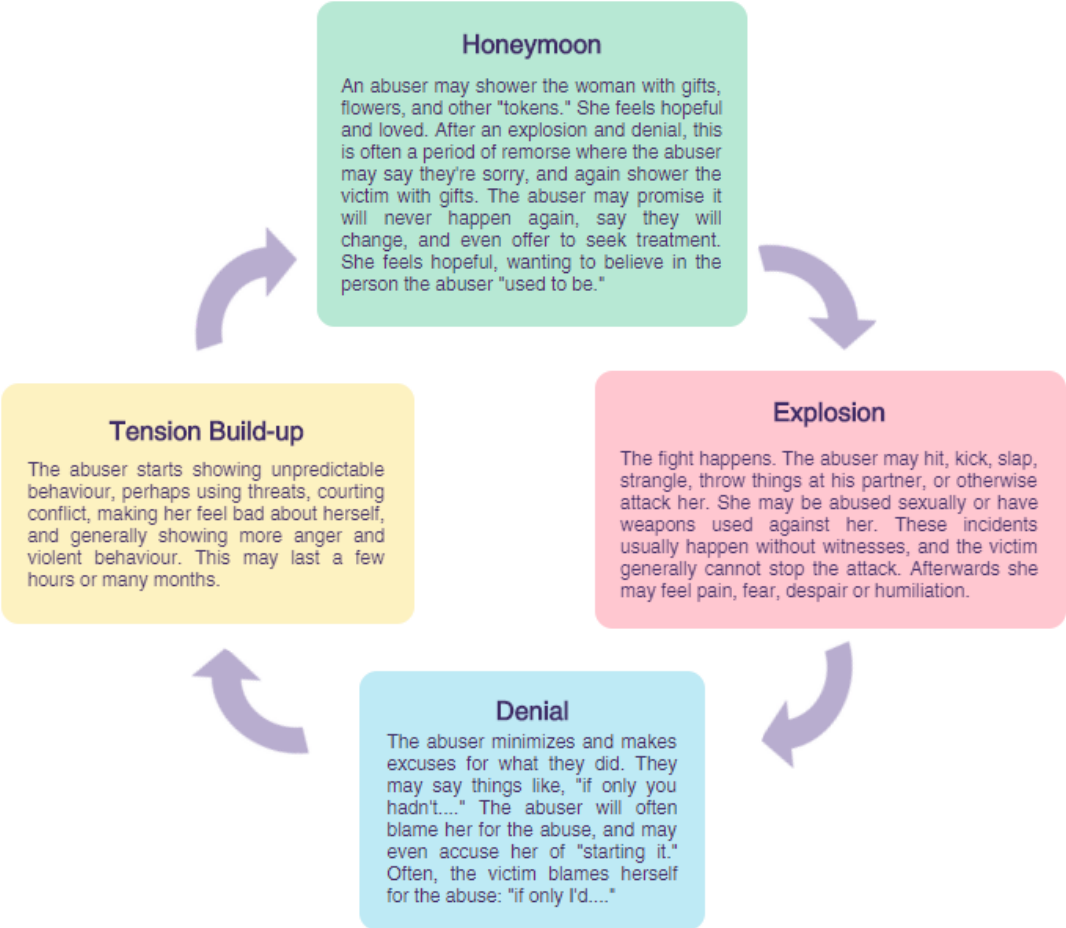 Honeymoon
An abuser may shower the woman with gifts,
flowers, and other "tokens." She feels hopeful
and loved. After an explosion and denial, this
is often a period of remorse where the abuser
may say they're sorry, and again shower the
victim with gifts. The abuser may promise it
will never happen again, say they will
change, and even offer to seek treatment.
She feels hopeful, wanting to believe in the
person the abuser "used to be."
Explosion
The fight happens. The abuser may hit, kick, slap,
strangle, throw things at his partner, or otherwise
attack her. She may be abused sexually or have
weapons used against her. These incidents
usually happen without witnesses, and the victim
generally cannot stop the attack. Afterwards she
may feel pain, fear, despair or humiliation.
Tension Build-up
The abuser starts showing unpredictable
behaviour, perhaps using threats, courting
conflict, making her feel bad about herself,
and generally showing more anger and
violent behaviour. This may last a few
hours or many months.
Denial
The abuser minimizes and makes
excuses for what they did. They
may say things like, "if only you
hadn't...." The abuser will often
blame her for the abuse, and may
even accuse her of "starting it."
Often, the victim blames herself
for the abuse: "if only I'd...."